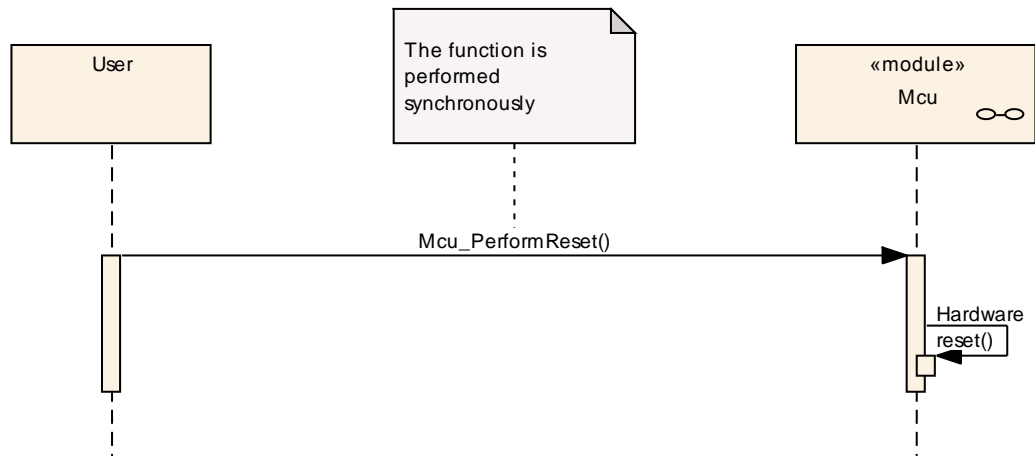 User
The function is
performed
synchronously
«module»
Mcu
Mcu_PerformReset()
Hardware
reset()